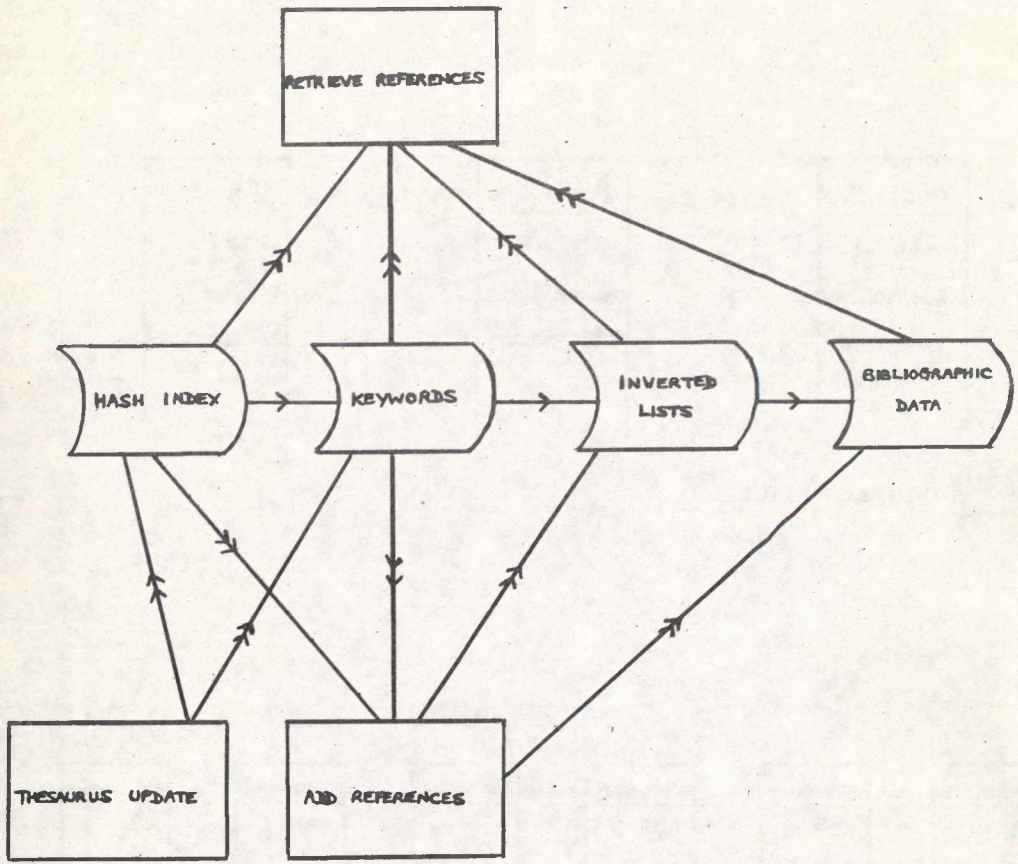 RETRIEVE REFERENCES
HASH INDEX
KEYWORDS
INVERTED
LISTS
BIBLIOGRAPHIC
DATA
THESAURUS UPDATE
ADD REFERENCES